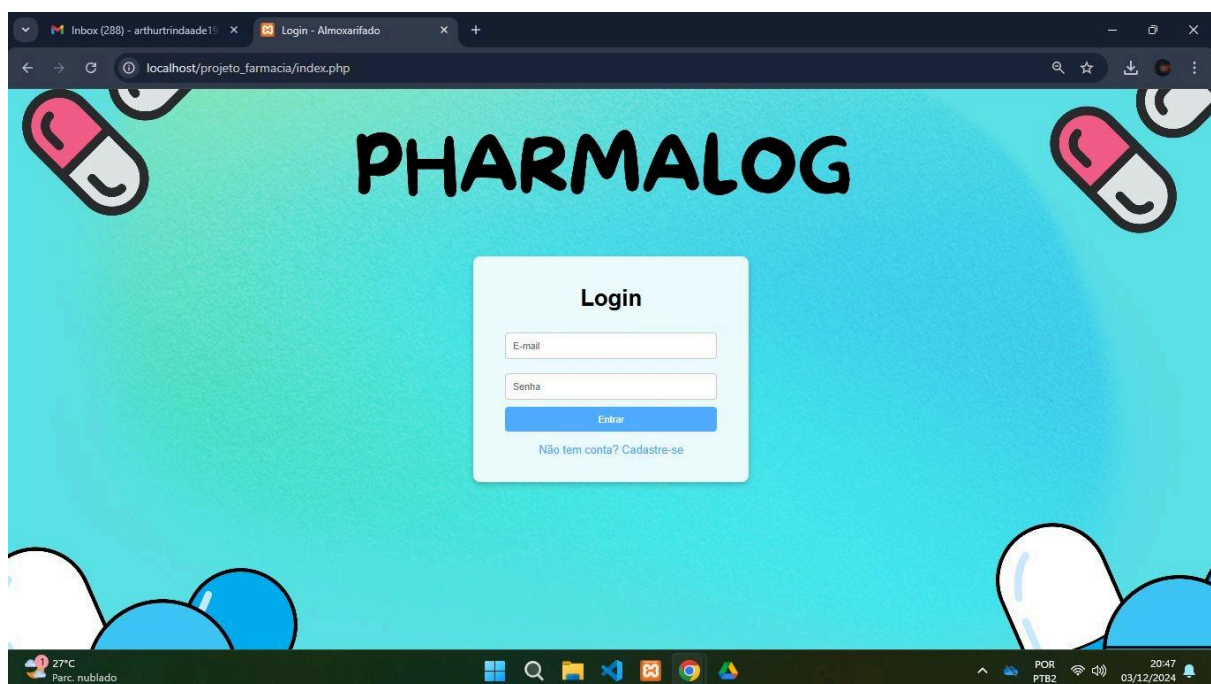 Inbox (288) - arthurtrindaade19
Login - Almoxarifado
localhost/projeto_farmacia/index.php
PHARMALOG
Login
E-mail
Senha
Entrar
Não tem conta? Cadastre-se
1
27°C
Parc. nublado
POR
PTB2
20:47
03/12/2024